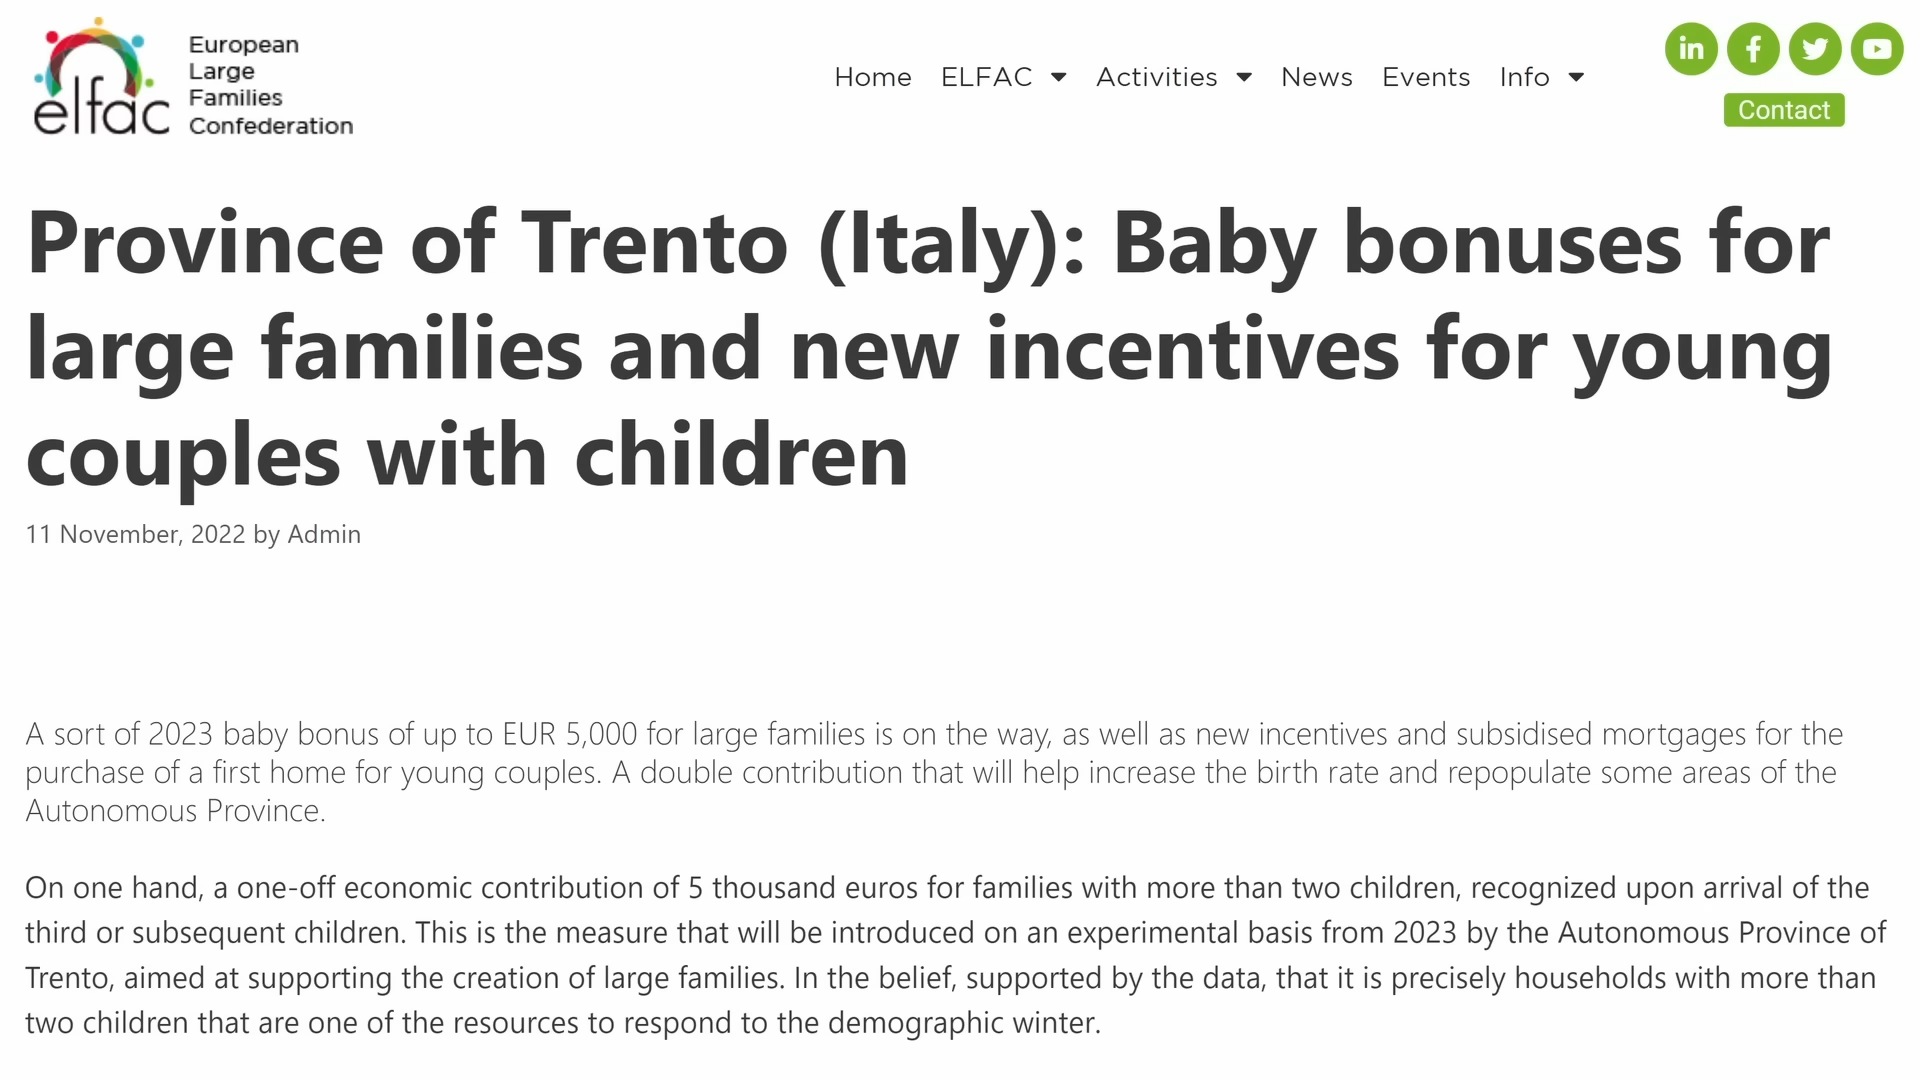 elfac
European
Large
Families
Confederation
Home ELFAC Activities News Events Info
Contact
Province of Trento (Italy): Baby bonuses for
large families and new incentives for young
couples with children
11 November, 2022 by Admin
A sort of 2023 baby bonus of up to EUR 5,000 for large families is on the way, as well as new incentives and subsidised mortgages for the
purchase of a first home for young couples. A double contribution that will help increase the birth rate and repopulate some areas of the
Autonomous Province.
On one hand, a one-off economic contribution of 5 thousand euros for families with more than two children, recognized upon arrival of the
third or subsequent children. This is the measure that will be introduced on an experimental basis from 2023 by the Autonomous Province of
Trento, aimed at supporting the creation of large families. In the belief, supported by the data, that it is precisely households with more than
two children that are one of the resources to respond to the demographic winter.